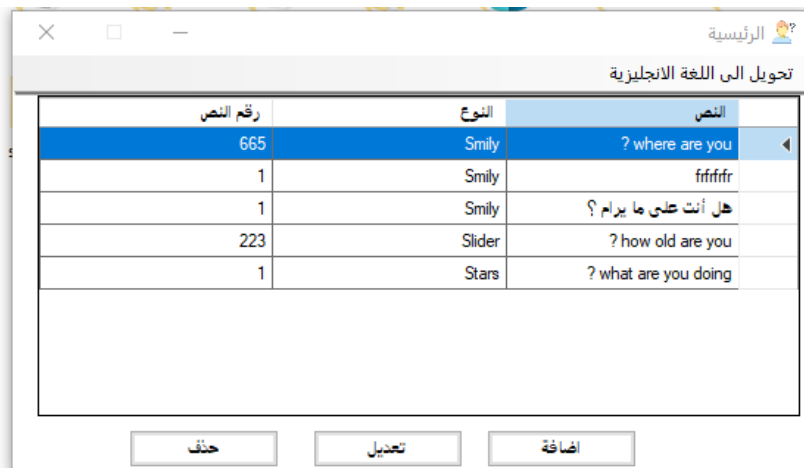 الرئيسية
تحويل الى اللغة الانجليزية
النص النوع رقم النص
? where are you Smily 665
frfrfrfr Smily 1
هل أنت على ما يرام ؟ Smily 1
? how old are you Slider 223
? what are you doing Stars 1
اضافة تعديل حذف